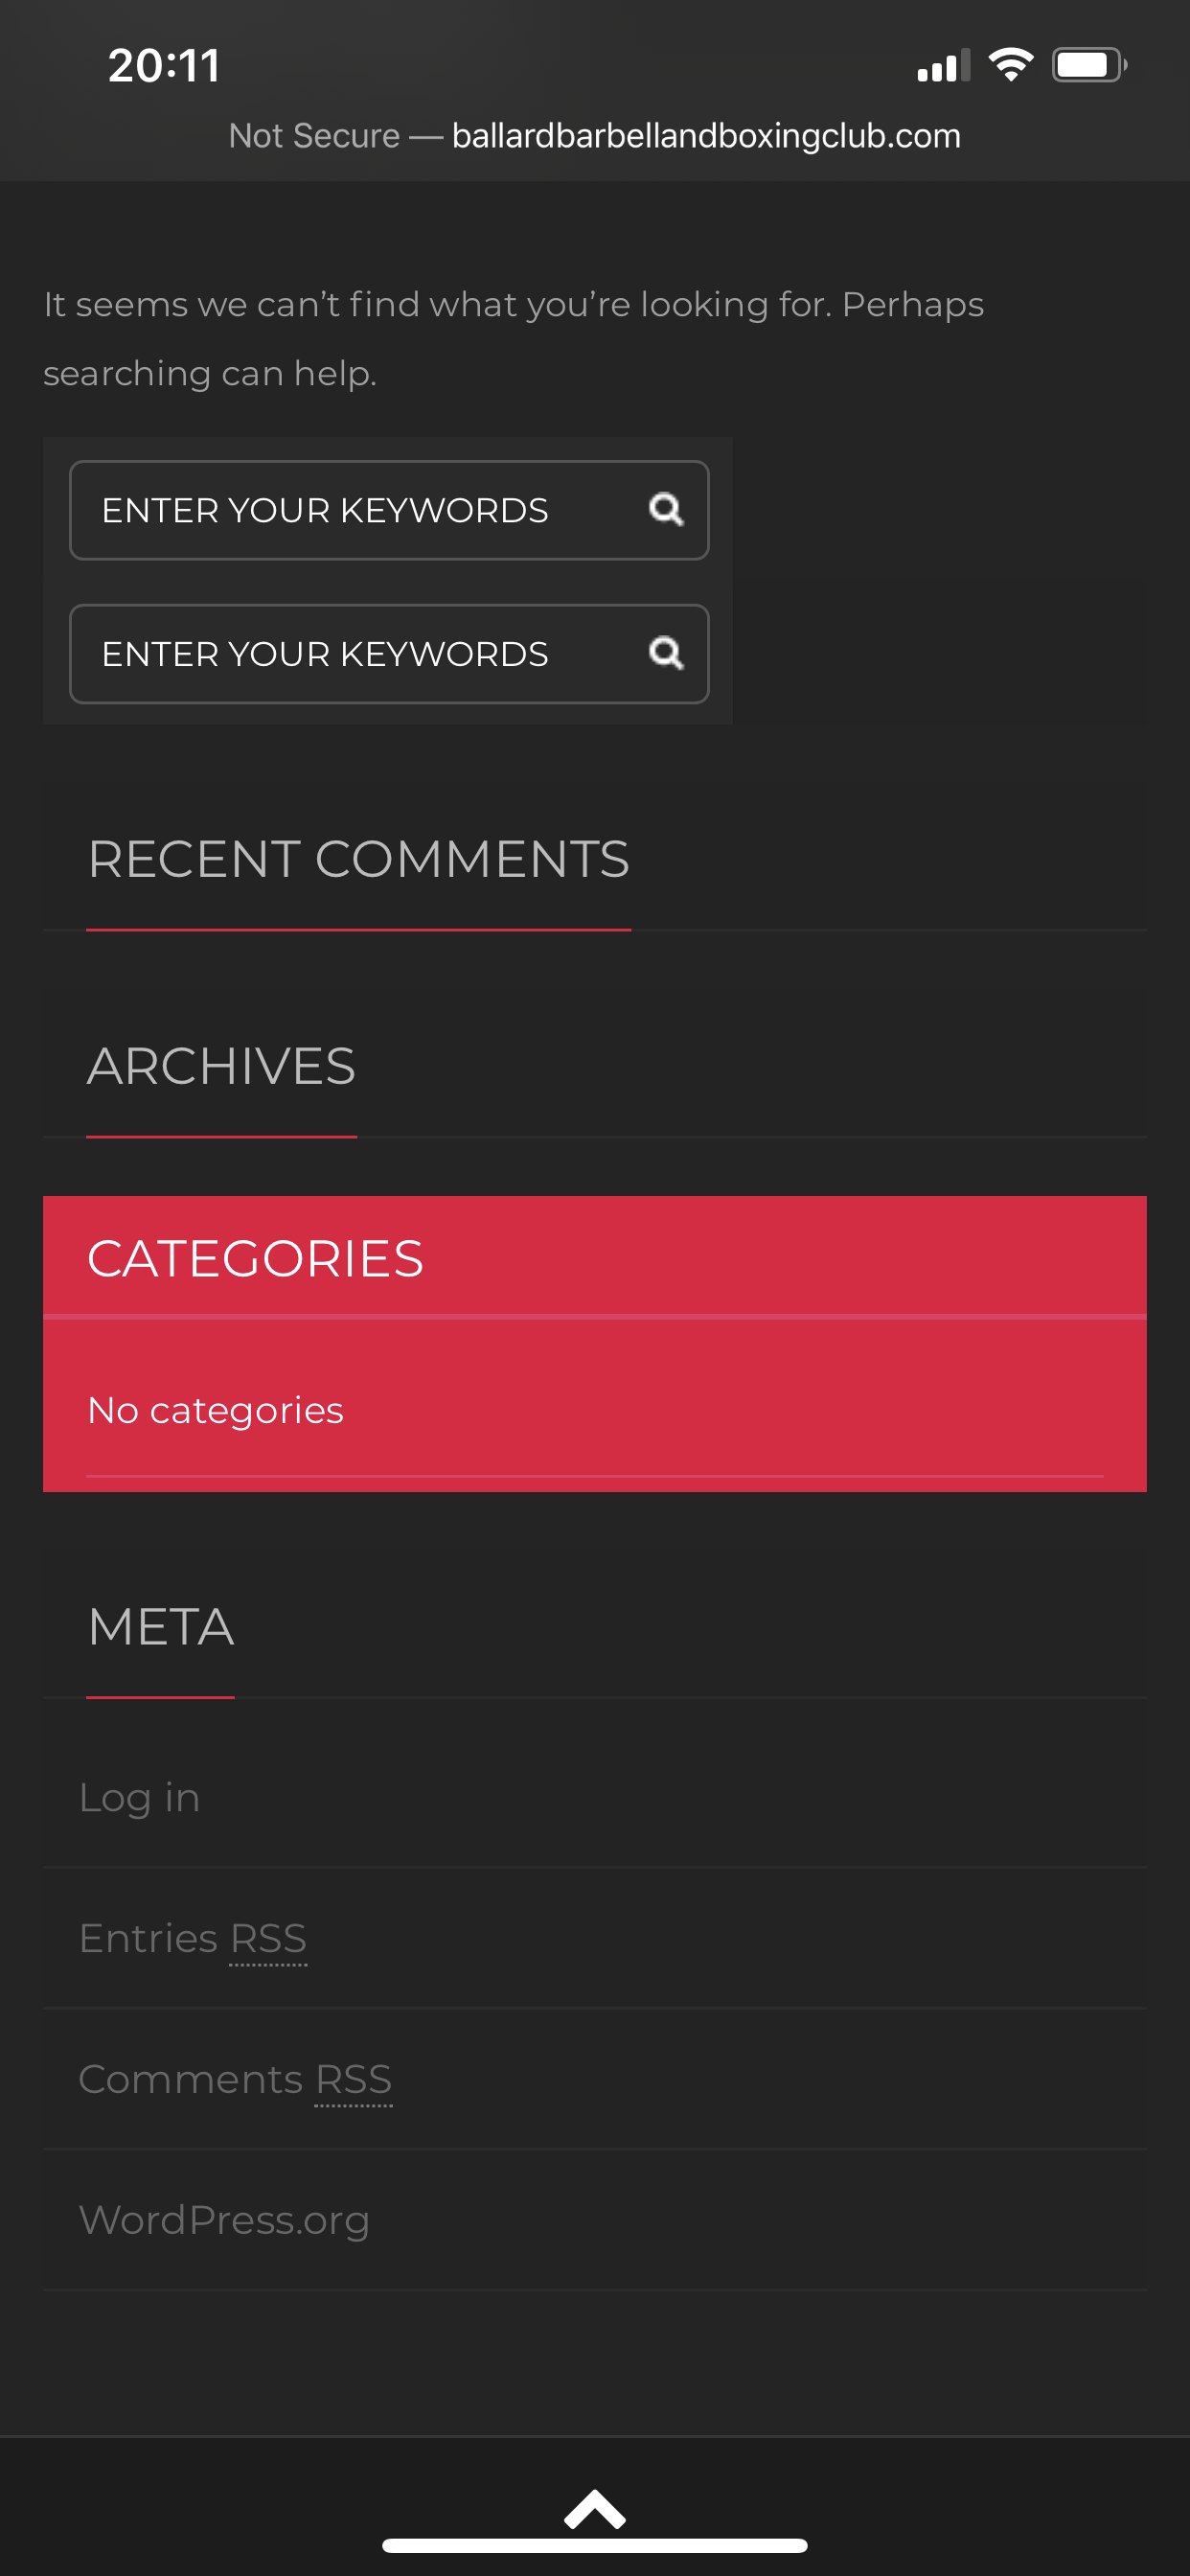 20:11
Not Secure — ballardbarbellandboxingclub.com
It seems we can’t find what you’re looking for. Perhaps
searching can help.
ENTER YOUR KEYWORDS
ENTER YOUR KEYWORDS
RECENT COMMENTS
ARCHIVES
CATEGORIES
No categories
META
Log in
Entries RSS
Comments RSS
WordPress.org